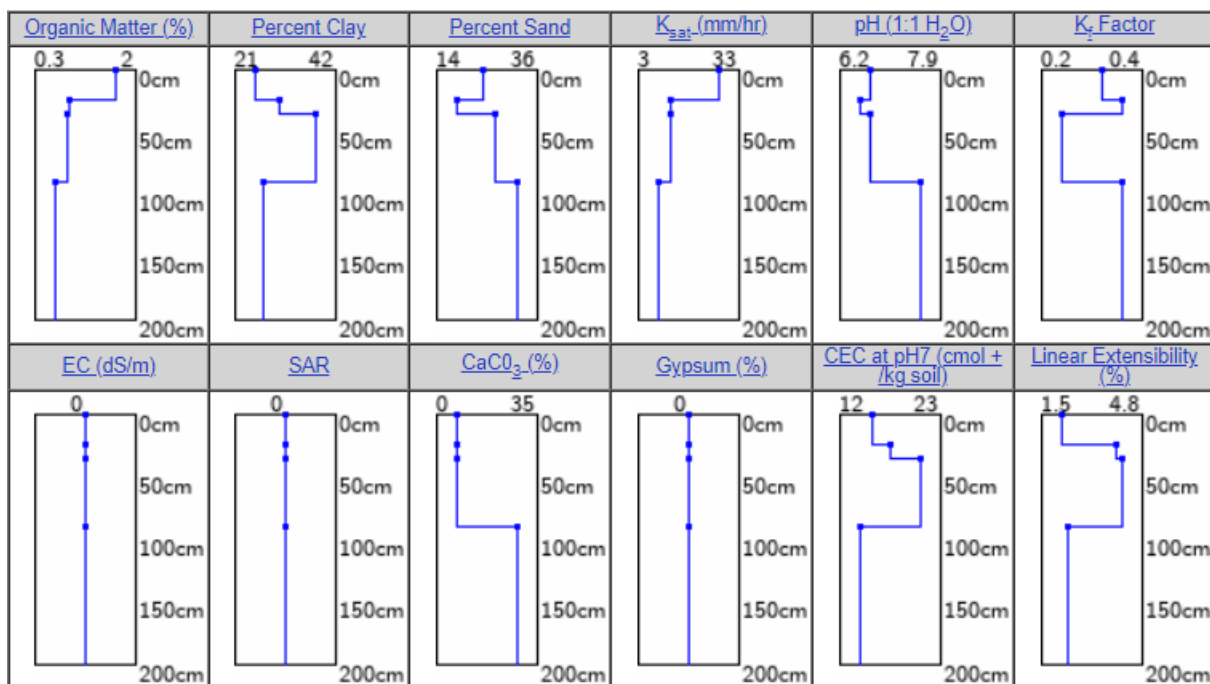 Organic Matter (%) Percent Clay Percent Sand Ksat (mm/hr) pH (1:1 H2O) Kf Factor
0.3 2 21 42 14 36 3 33 6.2 7.9 0.2 0.4
0cm 0cm 0cm 0cm 0cm 0cm
50cm 50cm 50cm 50cm 50cm 50cm
100cm 100cm 100cm 100cm 100cm 100cm
150cm 150cm 150cm 150cm 150cm 150cm
200cm 200cm 200cm 200cm 200cm 200cm
EC (dS/m) SAR CaC03 (%) Gypsum (%) CEC at pH7 (cmol + Linear Extensibility
/kg soil) (%)
0 0 0 35 0 12 23 1.5 4.8
0cm 0cm 0cm 0cm 0cm 0cm
50cm 50cm 50cm 50cm 50cm 50cm
100cm 100cm 100cm 100cm 100cm 100cm
150cm 150cm 150cm 150cm 150cm 150cm
200cm 200cm 200cm 200cm 200cm 200cm